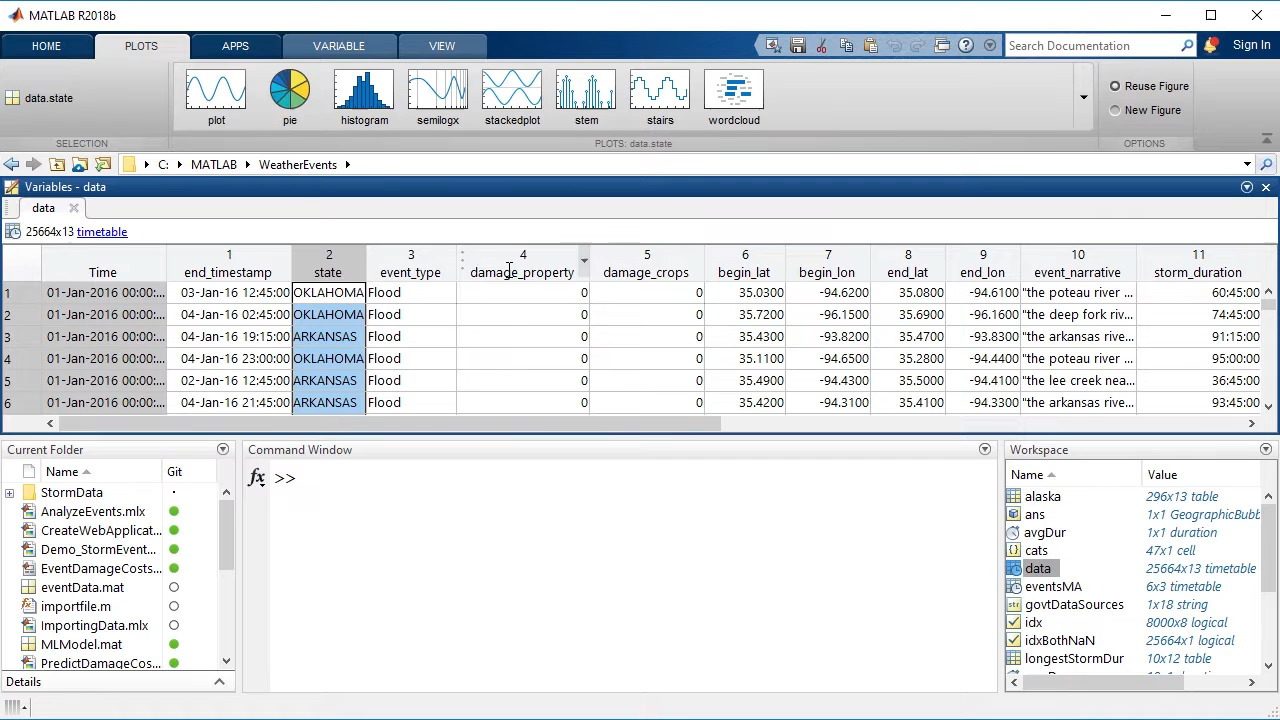 MATLAB R2018b
HOME PLOTS APPS VARIABLE VIEW Search Documentation Sign In
data.state
plot pie histogram semilogx stackedplot stem stairs wordcloud
Reuse Figure
New Figure
SELECTION PLOTS: data.state OPTIONS
C: MATLAB WeatherEvents
Variables - data
data
25664x13 timetable
1 2 3 4 5 6 7 8 9 10 11
Time end_timestamp state event_type damage_property damage_crops begin_lat begin_lon end_lat end_lon event_narrative storm_duration
1 01-Jan-2016 00:00:... 03-Jan-16 12:45:00 OKLAHOMA Flood 0 0 35.0300 -94.6200 35.0800 -94.6100 "the poteau river ... 60:45:00
2 01-Jan-2016 00:00:... 04-Jan-16 02:45:00 OKLAHOMA Flood 0 0 35.7200 -96.1500 35.6900 -96.1600 "the deep fork riv... 74:45:00
3 01-Jan-2016 00:00:... 04-Jan-16 19:15:00 ARKANSAS Flood 0 0 35.4300 -93.8200 35.4700 -93.8300 "the arkansas rive... 91:15:00
4 01-Jan-2016 00:00:... 04-Jan-16 23:00:00 OKLAHOMA Flood 0 0 35.1100 -94.6500 35.2800 -94.4400 "the poteau river ... 95:00:00
5 01-Jan-2016 00:00:... 02-Jan-16 12:45:00 ARKANSAS Flood 0 0 35.4900 -94.4300 35.5000 -94.4100 "the lee creek nea... 36:45:00
6 01-Jan-2016 00:00:... 04-Jan-16 21:45:00 ARKANSAS Flood 0 0 35.4200 -94.3100 35.4100 -94.3300 "the arkansas rive... 93:45:00
Current Folder
Name Git
StormData
AnalyzeEvents.mlx
CreateWebApplicat...
Demo_StormEvent...
EventDamageCosts...
eventData.mat
importfile.m
ImportingData.mlx
MLModel.mat
PredictDamageCos...
Details
Command Window
fx >>
Workspace
Name Value
alaska 296x13 table
ans 1x1 GeographicBubb
avgDur 1x1 duration
cats 47x1 cell
data 25664x13 timetable
eventsMA 6x3 timetable
govtDataSources 1x18 string
idx 8000x8 logical
idxBothNaN 25664x1 logical
longestStormDur 10x12 table